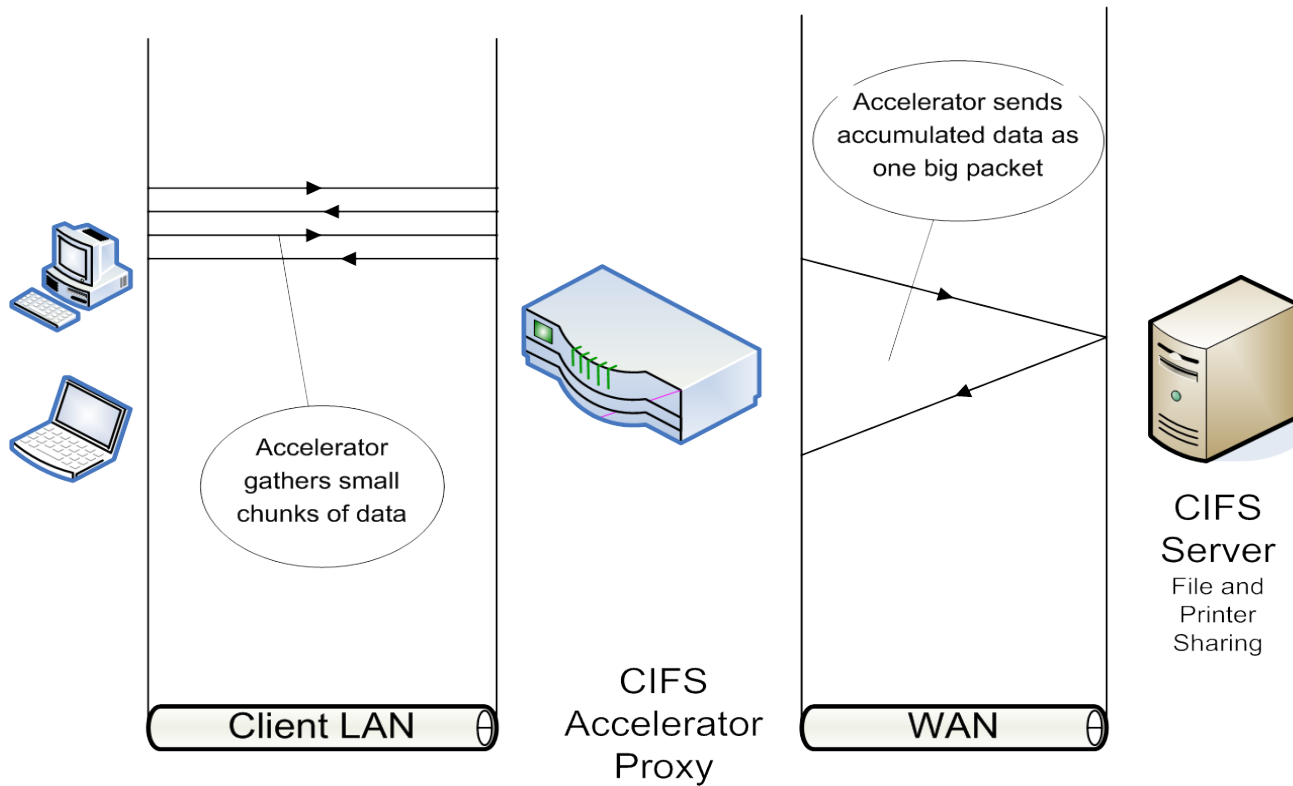 Accelerator sends
accumulated data as
one big packet
Accelerator
gathers small
chunks of data
CIFS
Server
File and
Printer
Sharing
Client LAN
CIFS
Accelerator
Proxy
WAN